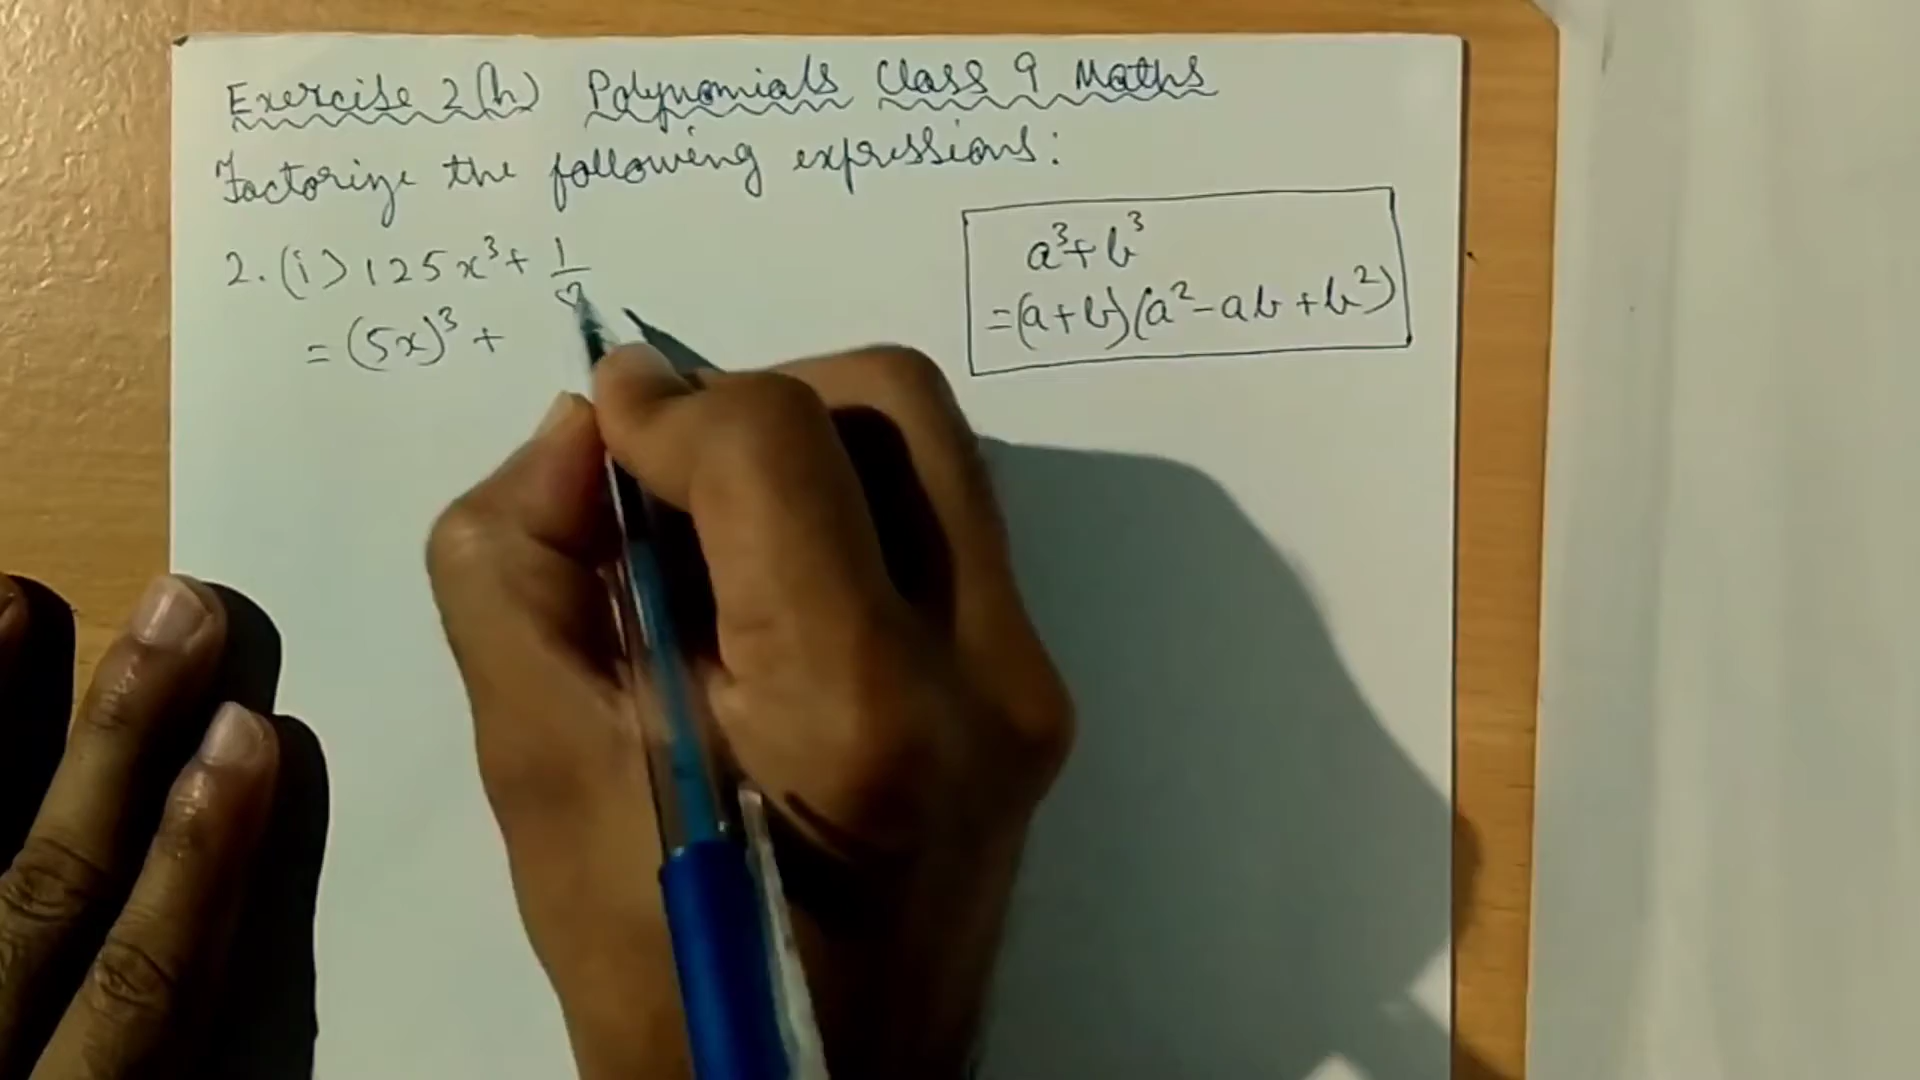 Exercise 2(h) Polynomials Class 9 Maths
Factorize the following expressions:
2. (i) 125x³ + 1/
= (5x)³ +
a³ + b³
= (a+b)(a² - ab + b²)